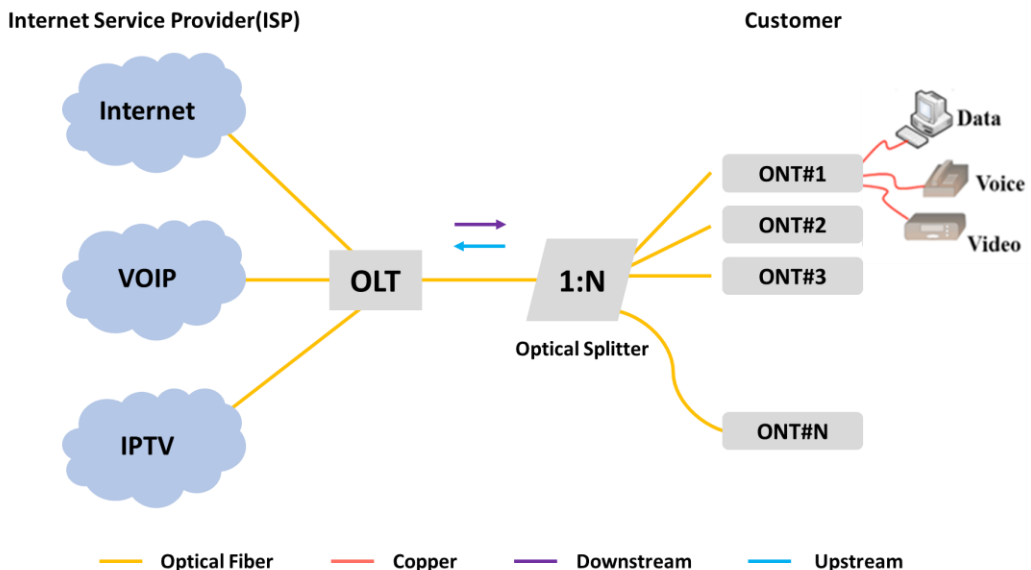 Internet Service Provider(ISP)
Customer
Internet
VOIP
IPTV
OLT
1:N
Optical Splitter
ONT#1
ONT#2
ONT#3
ONT#N
Data
Voice
Video
Optical Fiber
Copper
Downstream
Upstream